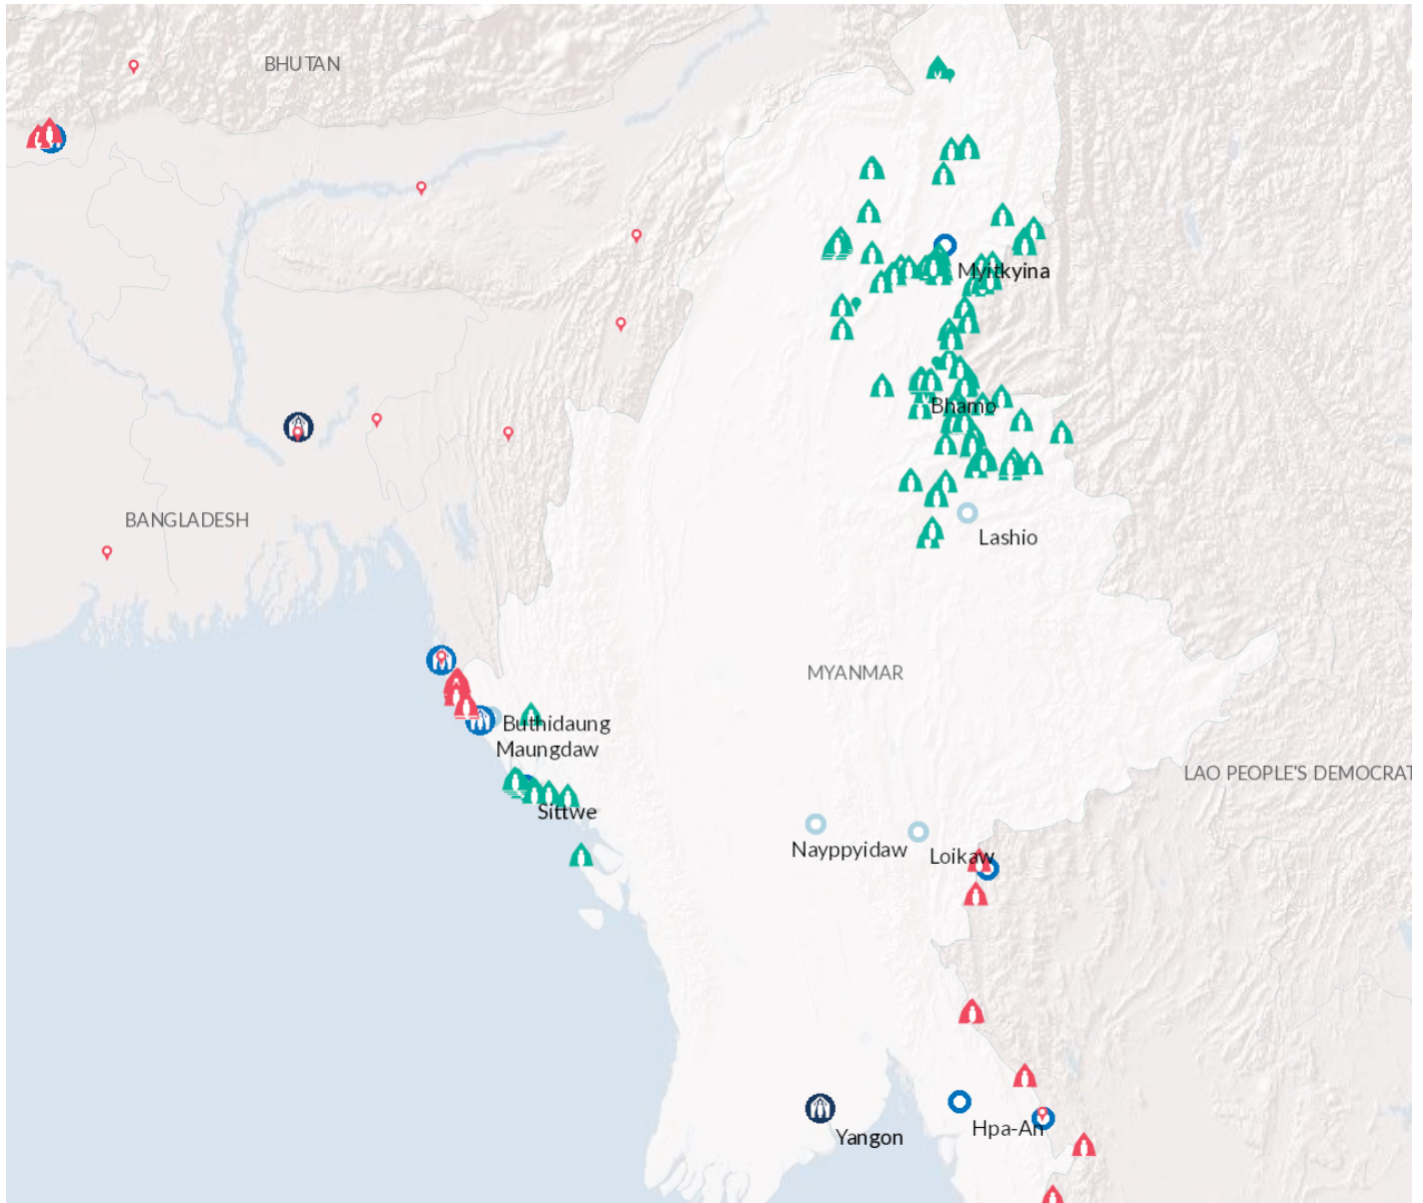 BHUTAN
Myitkyina
Bhamo
BANGLADESH
Lashio
MYANMAR
Buthidaung
Maungdaw
LAO PEOPLE'S DEMOCRAT
Sittwe
Nayppyidaw
Loikaw
Hpa-An
Yangon